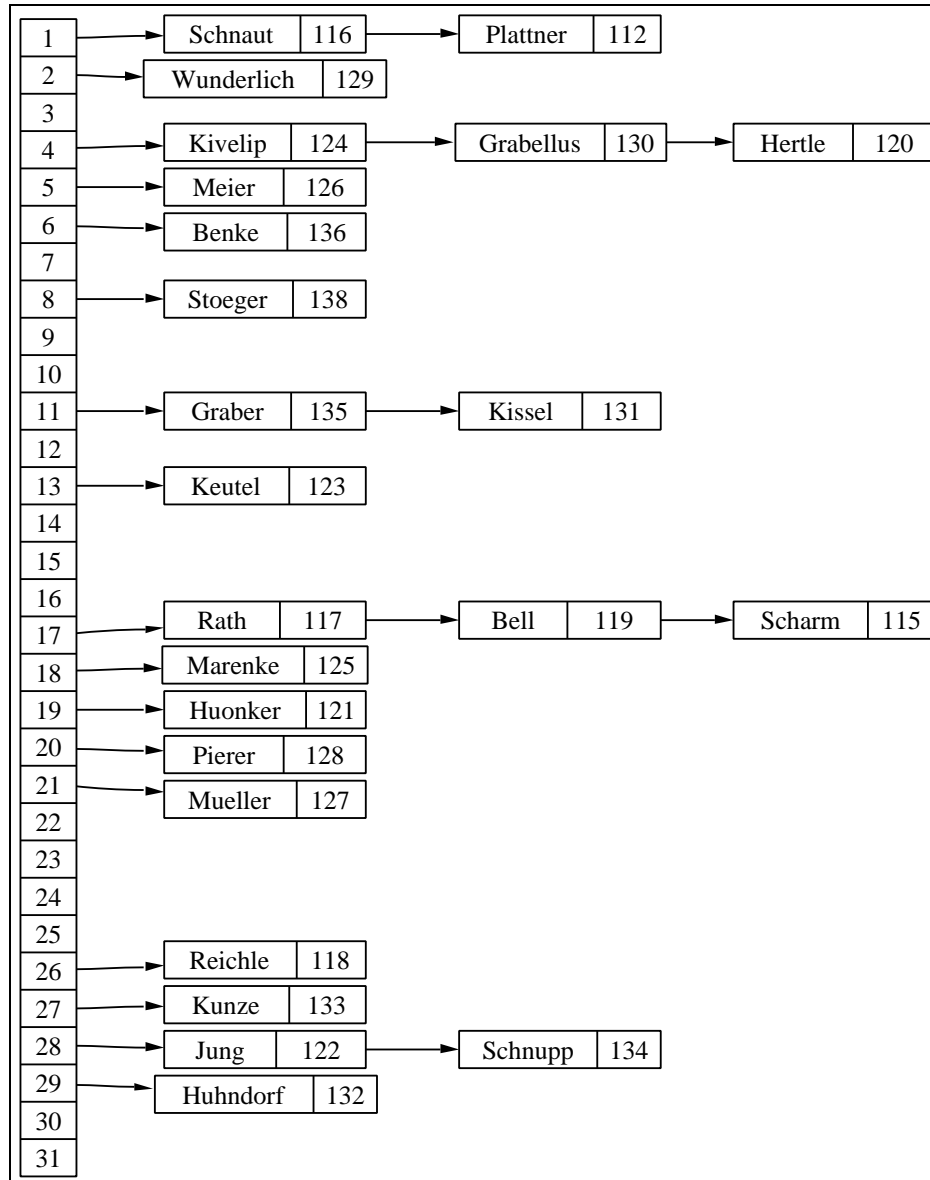 1 Schnaut 116 Plattner 112
2 Wunderlich 129
3
4 Kivelip 124 Grabellus 130 Hertle 120
5 Meier 126
6 Benke 136
7
8 Stoeger 138
9
10
11 Graber 135 Kissel 131
12
13 Keutel 123
14
15
16
17 Rath 117 Bell 119 Scharm 115
18 Marenke 125
19 Huonker 121
20 Pierer 128
21 Mueller 127
22
23
24
25
26 Reichle 118
27 Kunze 133
28 Jung 122 Schnupp 134
29 Huhndorf 132
30
31